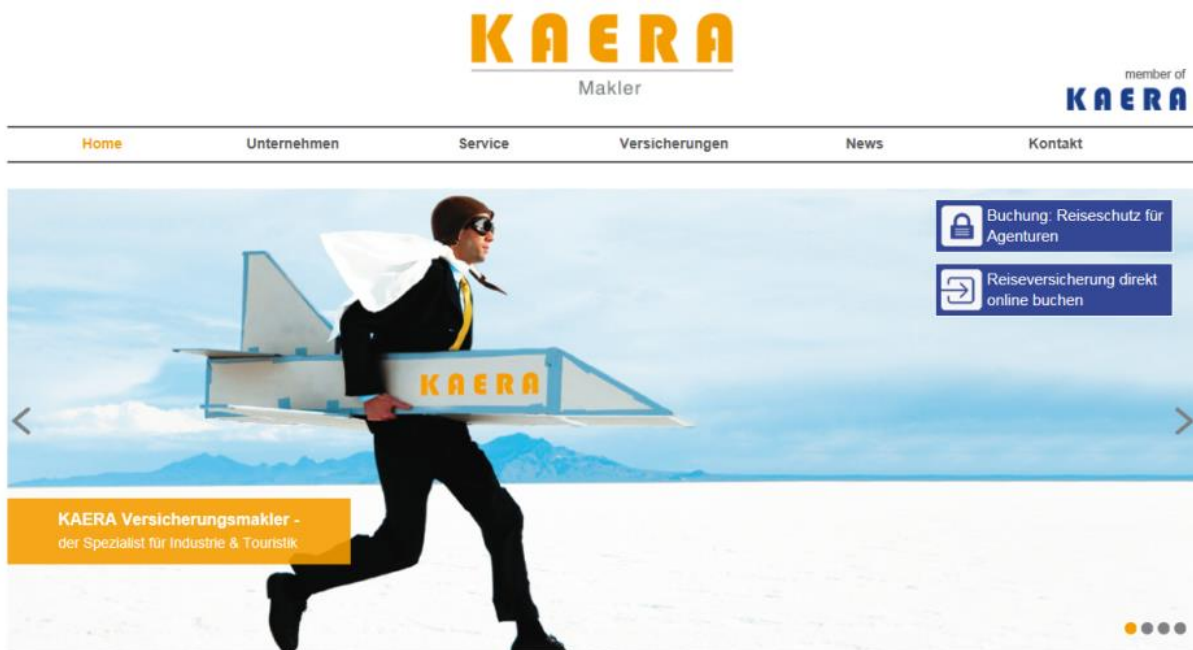 KAERA
Makler
member of
KAERA
Home Unternehmen Service Versicherungen News Kontakt
Buchung: Reiseschutz für
Agenturen
Reiseversicherung direkt
online buchen
KAERA
KAERA Versicherungsmakler -
der Spezialist für Industrie & Touristik